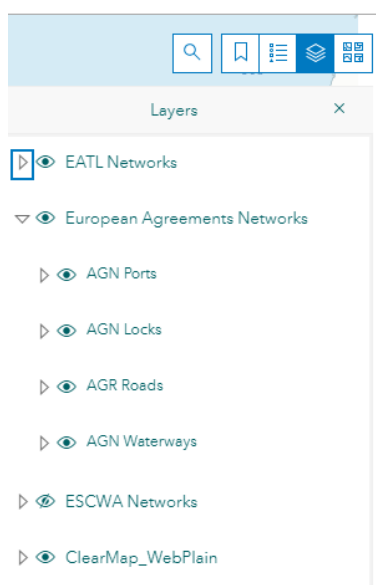 Layers
EATL Networks
European Agreements Networks
AGN Ports
AGN Locks
AGR Roads
AGN Waterways
ESCWA Networks
ClearMap_WebPlain